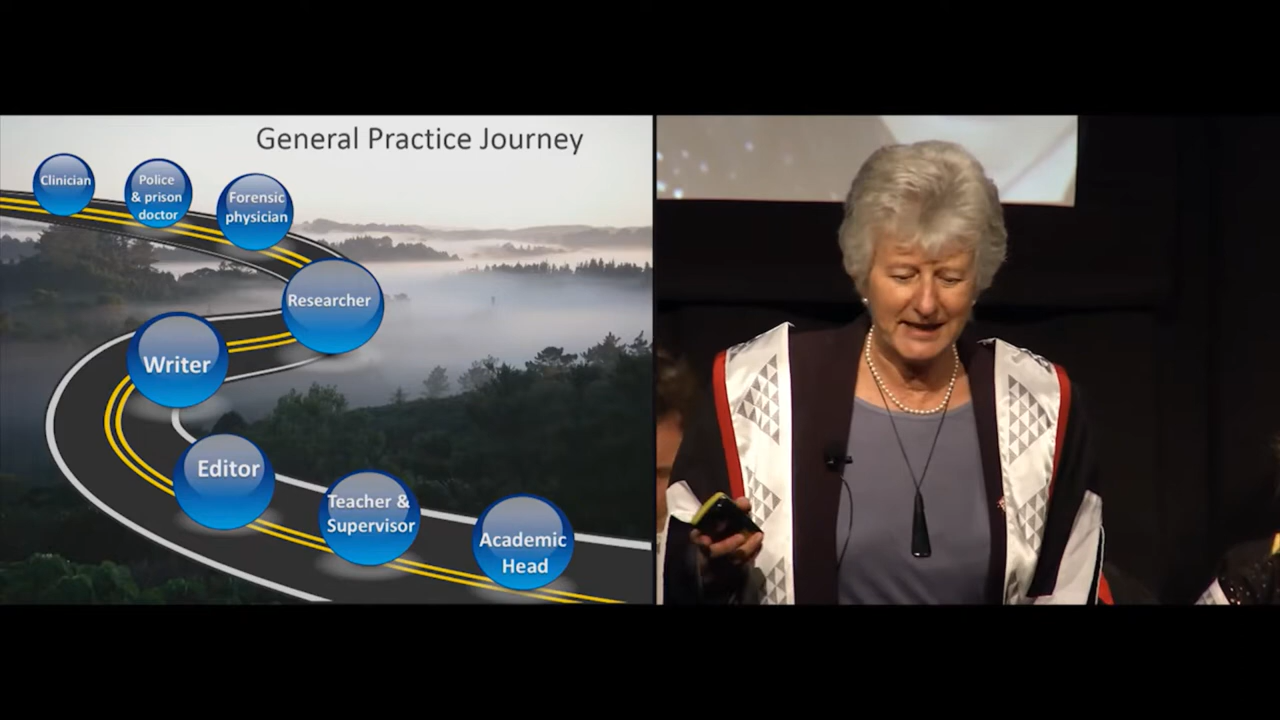 General Practice Journey
Clinician
Police
& prison
doctor
Forensic
physician
Researcher
Writer
Editor
Teacher &
Supervisor
Academic
Head